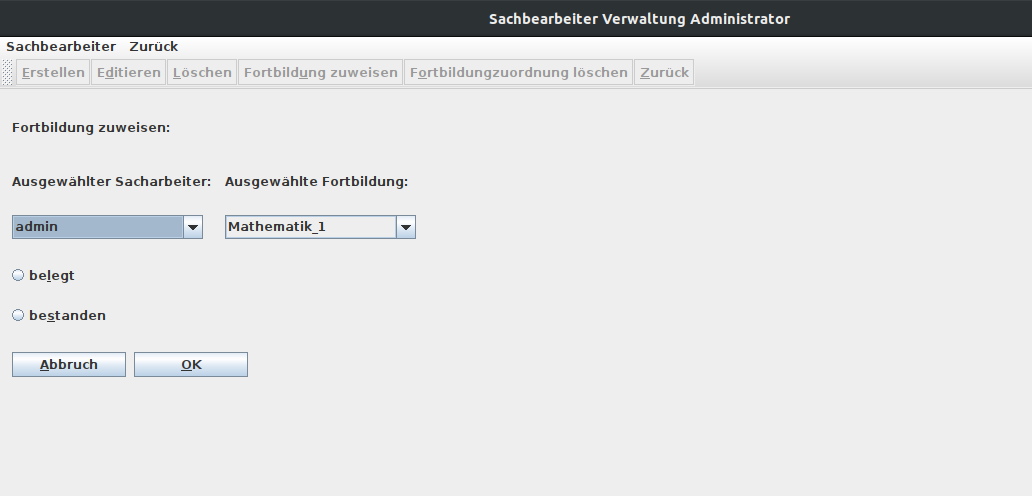 Sachbearbeiter Verwaltung Administrator
Sachbearbeiter Zurück
Erstellen Editieren Löschen Fortbildung zuweisen Fortbildungzuordnung löschen Zurück
Fortbildung zuweisen:
Ausgewählter Sacharbeiter: Ausgewählte Fortbildung:
admin Mathematik_1
belegt
bestanden
Abbruch OK